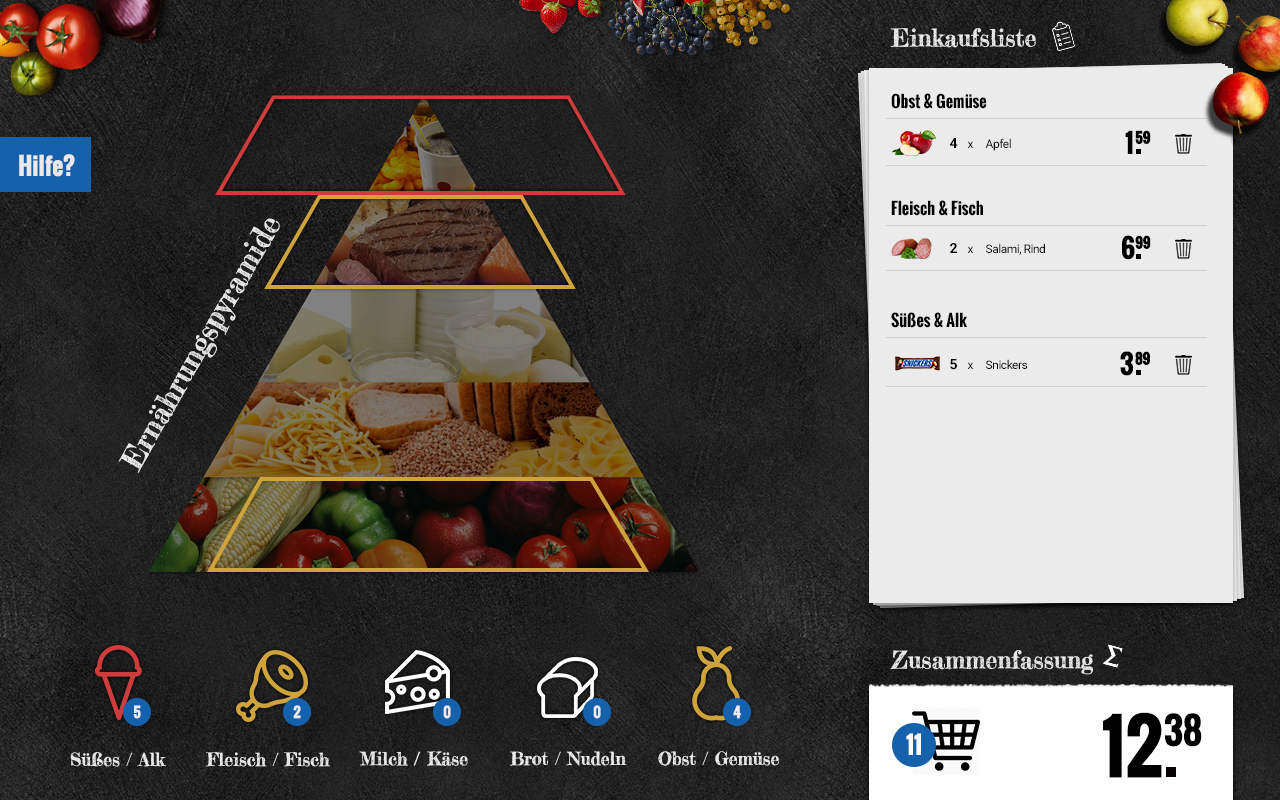 Einkaufsliste
Obst & Gemüse
4 x Apfel 1.59
Hilfe?
Fleisch & Fisch
2 x Salami, Rind 6.99
Ernährungspyramide
Süßes & Alk
SNICKERS 5 x Snickers 3.89
Zusammenfassung Σ
5 2 0 0 4
11 12.38
Süßes / Alk Fleisch / Fisch Milch / Käse Brot / Nudeln Obst / Gemüse